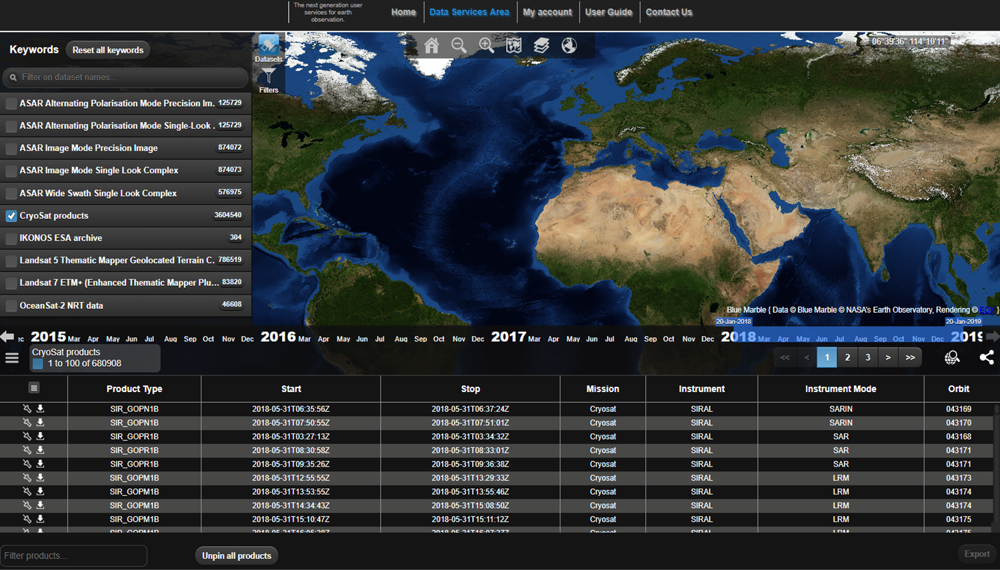 The next generation user
services for earth
observation.
Home
Data Services Area
My account
User Guide
Contact Us
Keywords
Reset all keywords
Filter on dataset names...
Datasets
Filters
06°39'36" 114°10'11"
ASAR Alternating Polarisation Mode Precision Im. 125729
ASAR Alternating Polarisation Mode Single-Look . 125729
ASAR Image Mode Precision Image 874072
ASAR Image Mode Single Look Complex 874073
ASAR Wide Swath Single Look Complex 576975
CryoSat products 3604540
IKONOS ESA archive 304
Landsat 5 Thematic Mapper Geolocated Terrain C. 786519
Landsat 7 ETM+ (Enhanced Thematic Mapper Plu... 83820
OceanSat-2 NRT data 46608
Blue Marble { Data © Blue Marble © NASA's Earth Observatory, Rendering © EOX }
20-Jan-2018 20-Jan-2019
2015 Mar Apr May Jun Jul Aug Sep Oct Nov Dec 2016 Mar Apr May Jun Jul Aug Sep Oct Nov Dec 2017 Mar Apr May Jun Jul Aug Sep Oct Nov Dec 2018 Mar Apr May Jun Jul Aug Sep Oct Nov Dec 2019
CryoSat products
1 to 100 of 680908
<< < 1 2 3 > >>
Product Type Start Stop Mission Instrument Instrument Mode Orbit
SIR_GOPN1B 2018-05-31T06:35:56Z 2018-05-31T06:37:24Z Cryosat SIRAL SARIN 043169
SIR_GOPN1B 2018-05-31T07:50:55Z 2018-05-31T07:51:01Z Cryosat SIRAL SARIN 043170
SIR_GOPR1B 2018-05-31T03:27:13Z 2018-05-31T03:34:32Z Cryosat SIRAL SAR 043168
SIR_GOPR1B 2018-05-31T08:30:58Z 2018-05-31T08:33:01Z Cryosat SIRAL SAR 043171
SIR_GOPR1B 2018-05-31T09:35:26Z 2018-05-31T09:36:38Z Cryosat SIRAL SAR 043171
SIR_GOPM1B 2018-05-31T12:55:55Z 2018-05-31T13:29:33Z Cryosat SIRAL LRM 043173
SIR_GOPM1B 2018-05-31T13:53:55Z 2018-05-31T13:55:46Z Cryosat SIRAL LRM 043174
SIR_GOPM1B 2018-05-31T14:34:43Z 2018-05-31T15:08:50Z Cryosat SIRAL LRM 043174
SIR_GOPM1B 2018-05-31T15:10:47Z 2018-05-31T15:11:12Z Cryosat SIRAL LRM 043175
Filter products...
Unpin all products
Export